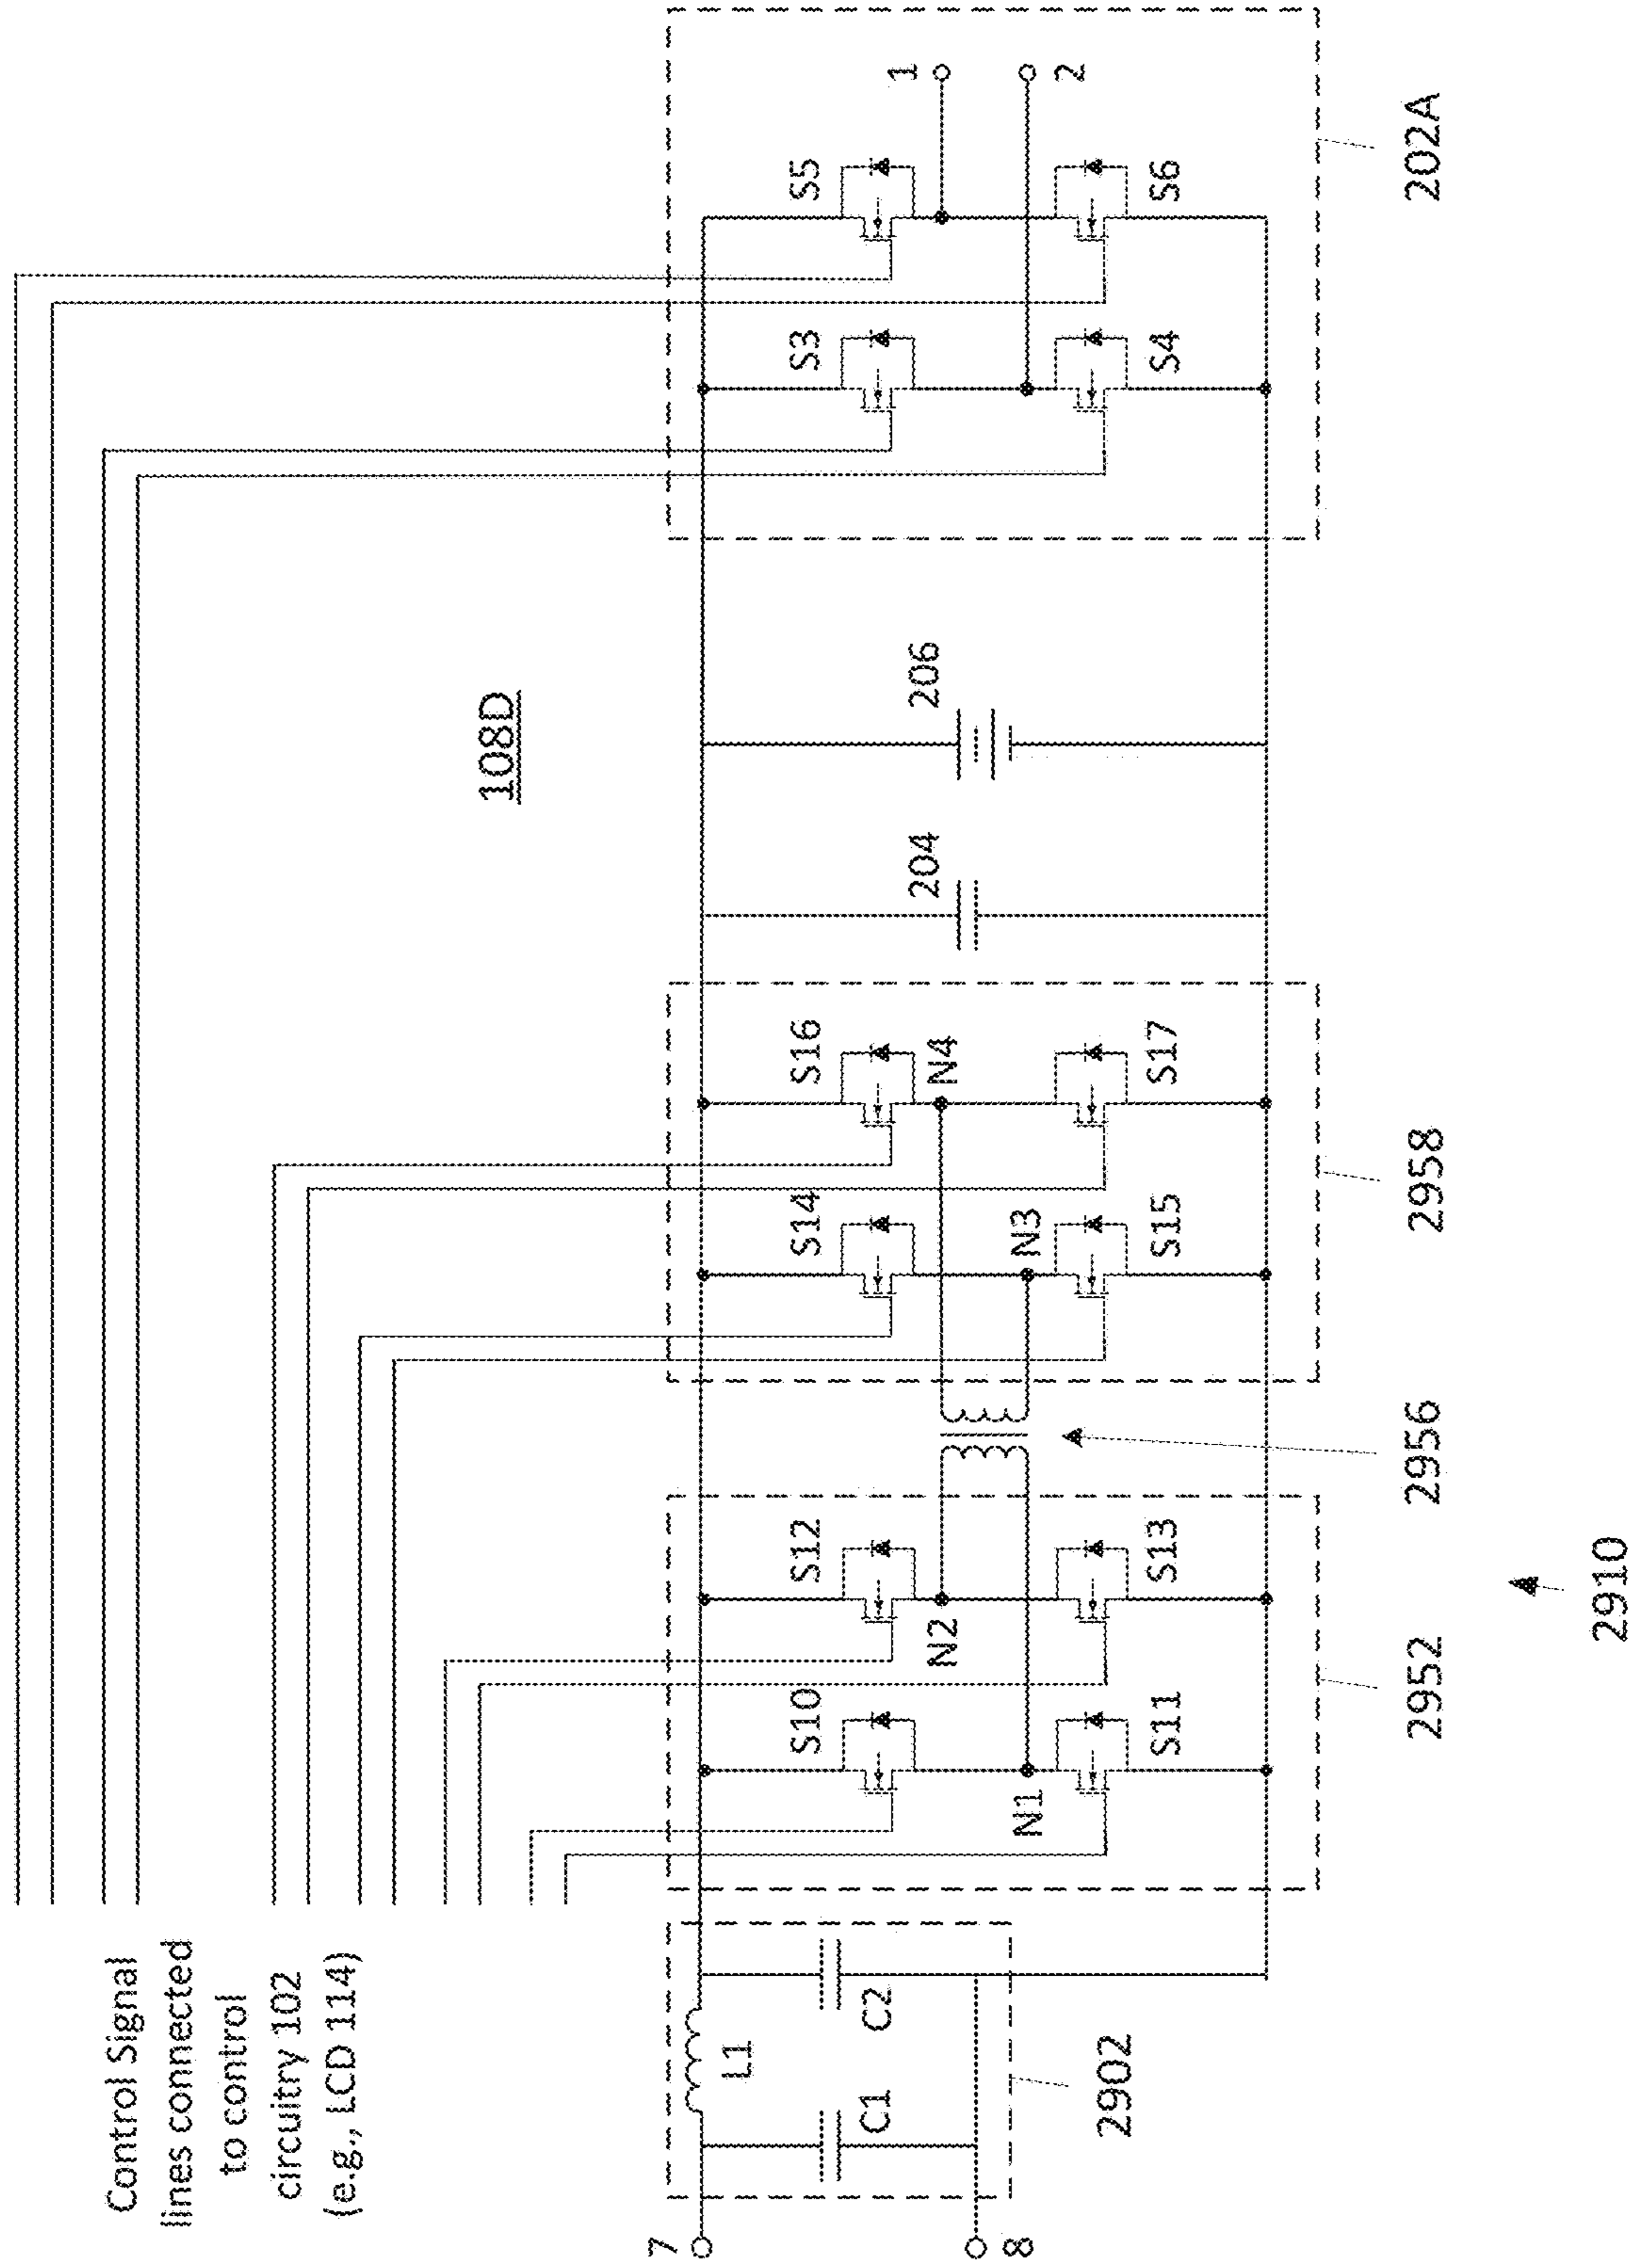 Control Signal
lines connected
to control
circuitry 102
(e.g., LCD 114)
108D
7
8
L1
C1
C2
2902
S10
S12
S11
S13
N1
N2
2952
2956
S14
S16
N3
N4
S15
S17
2958
204
206
S3
S5
S4
S6
1
2
202A
2910